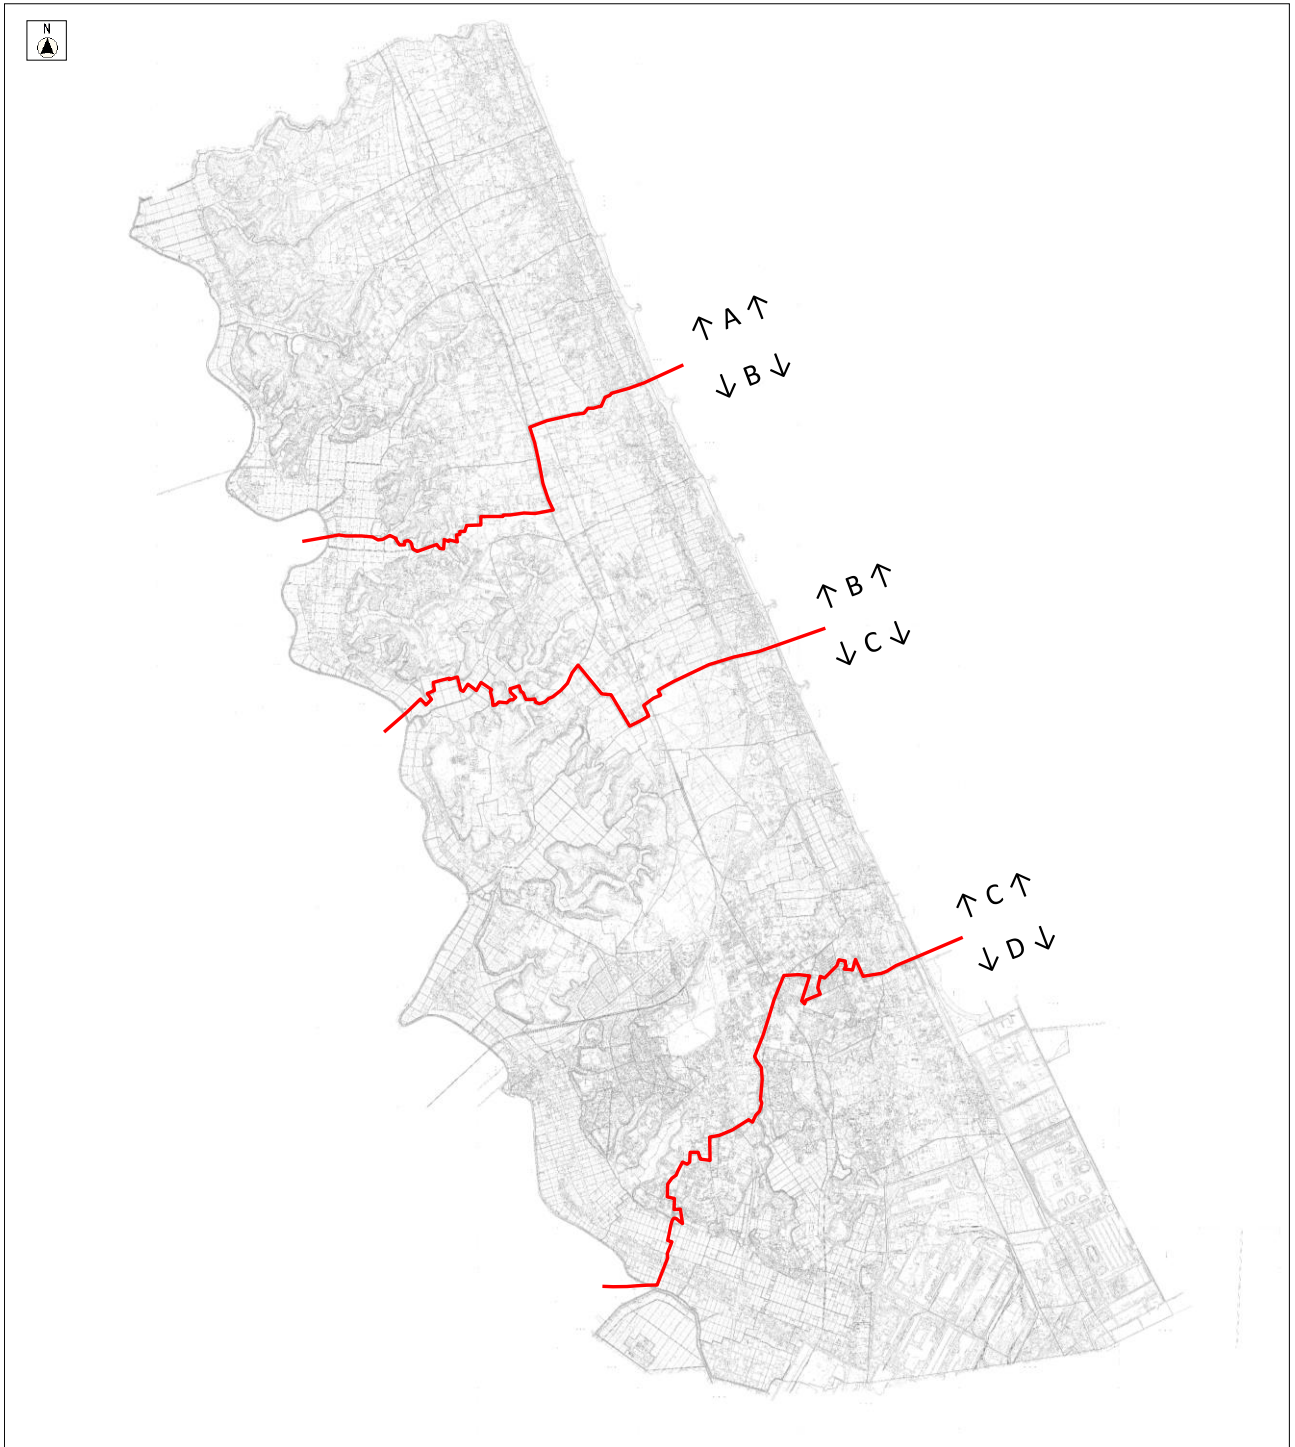 N
↑ A ↑
↓ B ↓
↑ B ↑
↓ C ↓
↑ C ↑
↓ D ↓